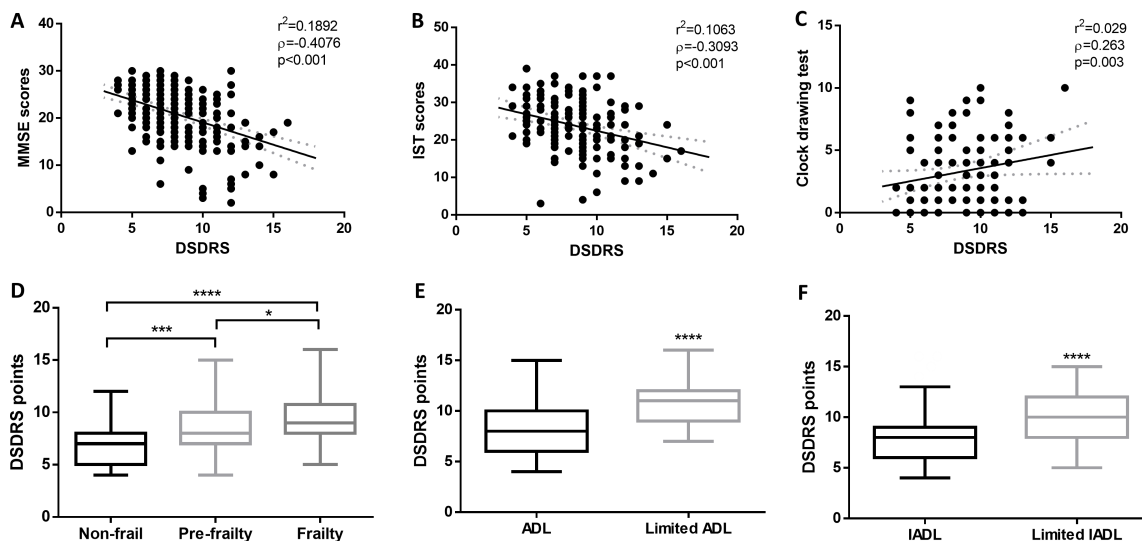 A
r²=0.1892
ρ=-0.4076
p<0.001
MMSE scores
40
30
20
10
0
0 5 10 15 20
DSDRS
B
r²=0.1063
ρ=-0.3093
p<0.001
IST scores
50
40
30
20
10
0
0 5 10 15 20
DSDRS
C
r²=0.029
ρ=0.263
p=0.003
Clock drawing test
15
10
5
0
0 5 10 15 20
DSDRS
D
DSDRS points
20
15
10
5
0
****
***
*
Non-frail Pre-frailty Frailty
E
DSDRS points
20
15
10
5
0
****
ADL Limited ADL
F
DSDRS points
20
15
10
5
0
****
IADL Limited IADL